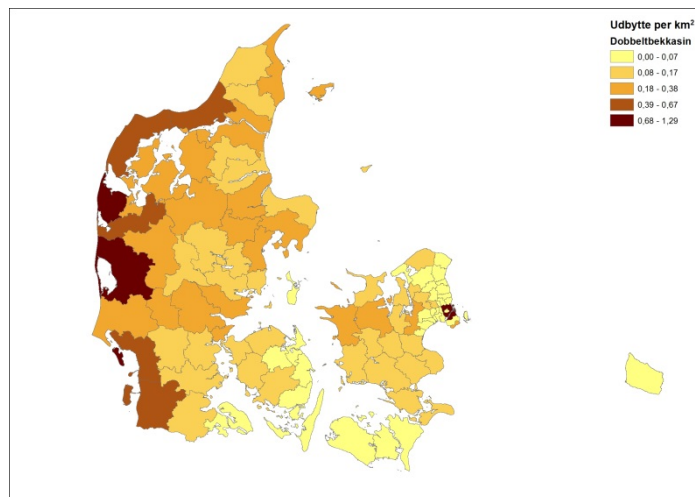 Udbytte per km²
Dobbeltbekkasin
0,00 - 0,07
0,08 - 0,17
0,18 - 0,38
0,39 - 0,67
0,68 - 1,29